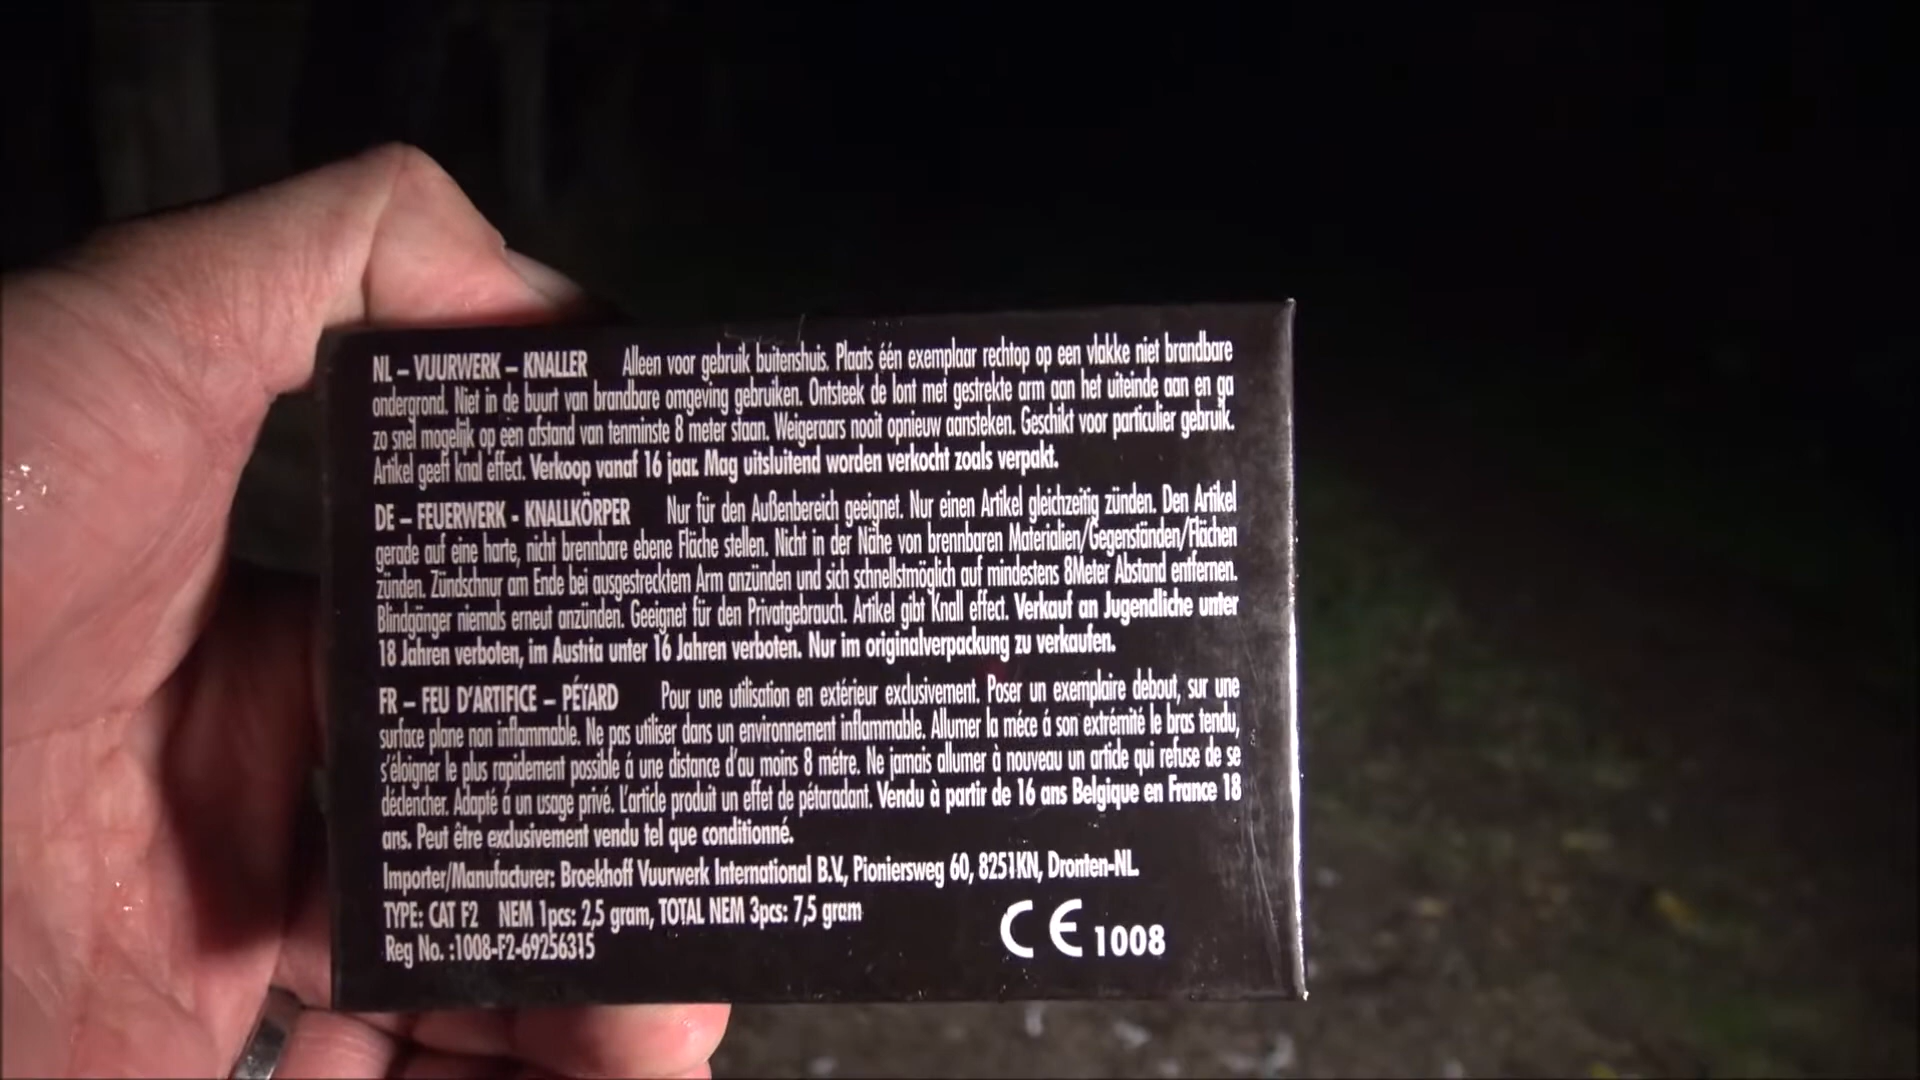 NL – VUURWERK – KNALLER Alleen voor gebruik buitenshuis. Plaats één exemplaar rechtop op een vlakke niet brandbare
ondergrond. Niet in de buurt van brandbare omgeving gebruiken. Ontsteek de lont met gestrekte arm aan het uiteinde aan en ga
zo snel mogelijk op een afstand van tenminste 8 meter staan. Weigeraars nooit opnieuw aansteken. Geschikt voor particulier gebruik.
Artikel geeft knal effect. Verkoop vanaf 16 jaar. Mag uitsluitend worden verkocht zoals verpakt.
DE – FEUERWERK - KNALLKÖRPER Nur für den Außenbereich geeignet. Nur einen Artikel gleichzeitig zünden. Den Artikel
gerade auf eine harte, nicht brennbare ebene Fläche stellen. Nicht in der Nähe von brennbaren Materialien/Gegenständen/Flächen
zünden. Zündschnur am Ende bei ausgestrecktem Arm anzünden und sich schnellstmöglich auf mindestens 8Meter Abstand entfernen.
Blindgänger niemals erneut anzünden. Geeignet für den Privatgebrauch. Artikel gibt Knall effect. Verkauf an Jugendliche unter
18 Jahren verboten, im Austria unter 16 Jahren verboten. Nur im originalverpackung zu verkaufen.
FR – FEU D'ARTIFICE – PÉTARD Pour une utilisation en extérieur exclusivement. Poser un exemplaire debout, sur une
surface plane non inflammable. Ne pas utiliser dans un environnement inflammable. Allumer la méce á son extrémité le bras tendu,
s'éloigner le plus rapidement possible á une distance d'au moins 8 métre. Ne jamais allumer à nouveau un article qui refuse de se
déclencher. Adapté à un usage privé. L'article produit un effet de pétaradant. Vendu à partir de 16 ans Belgique en France 18
ans. Peut être exclusivement vendu tel que conditionné.
Importer/Manufacturer: Broekhoff Vuurwerk International B.V., Pioniersweg 60, 8251KN, Dronten-NL.
TYPE: CAT F2 NEM 1pcs: 2,5 gram, TOTAL NEM 3pcs: 7,5 gram
Reg No. :1008-F2-69256315
CE 1008